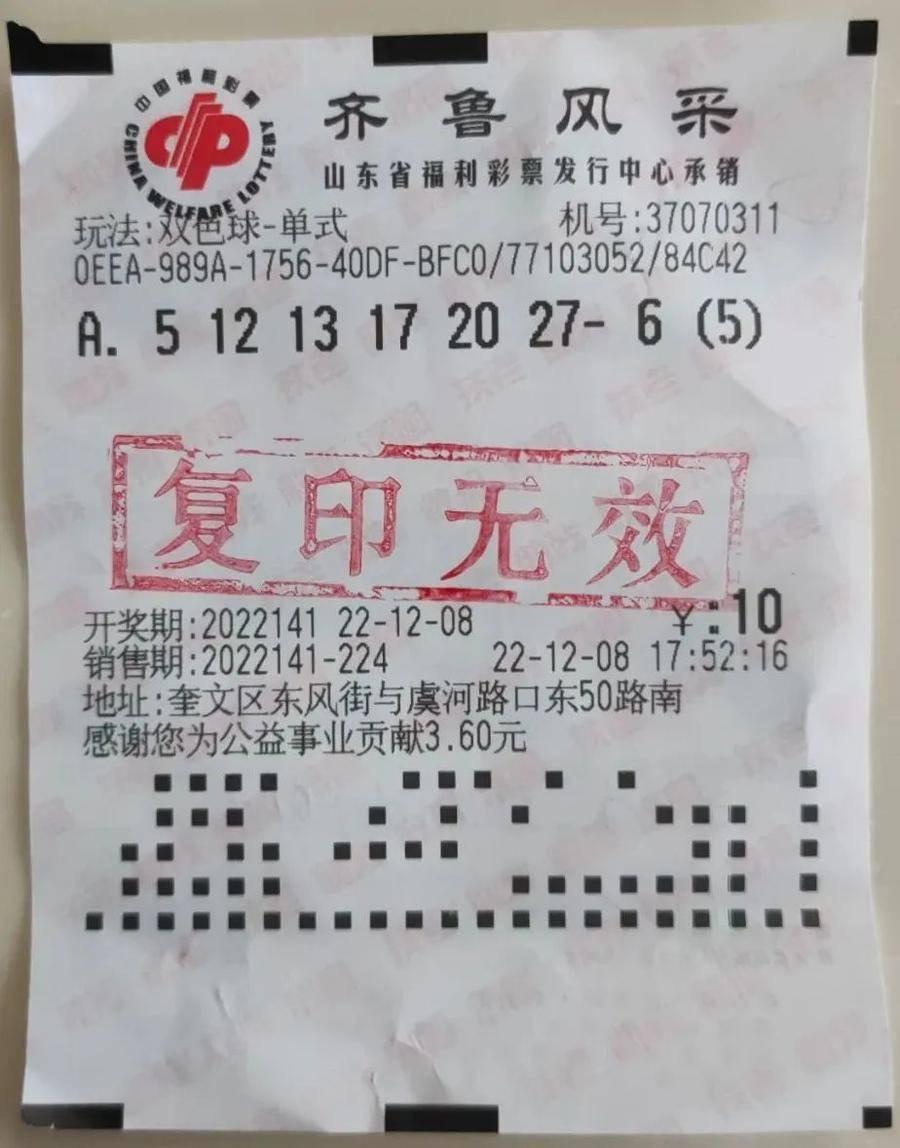 中国福利彩票
CHINA WELFARE LOTTERY
齐鲁风采
山东省福利彩票发行中心承销
玩法:双色球-单式 机号:37070311
0EEA-989A-1756-40DF-BFC0/77103052/84C42
A. 5 12 13 17 20 27- 6 (5)
复印无效
开奖期:2022141 22-12-08 ¥:10
销售期:2022141-224 22-12-08 17:52:16
地址:奎文区东风街与虞河路口东50路南
感谢您为公益事业贡献3.60元